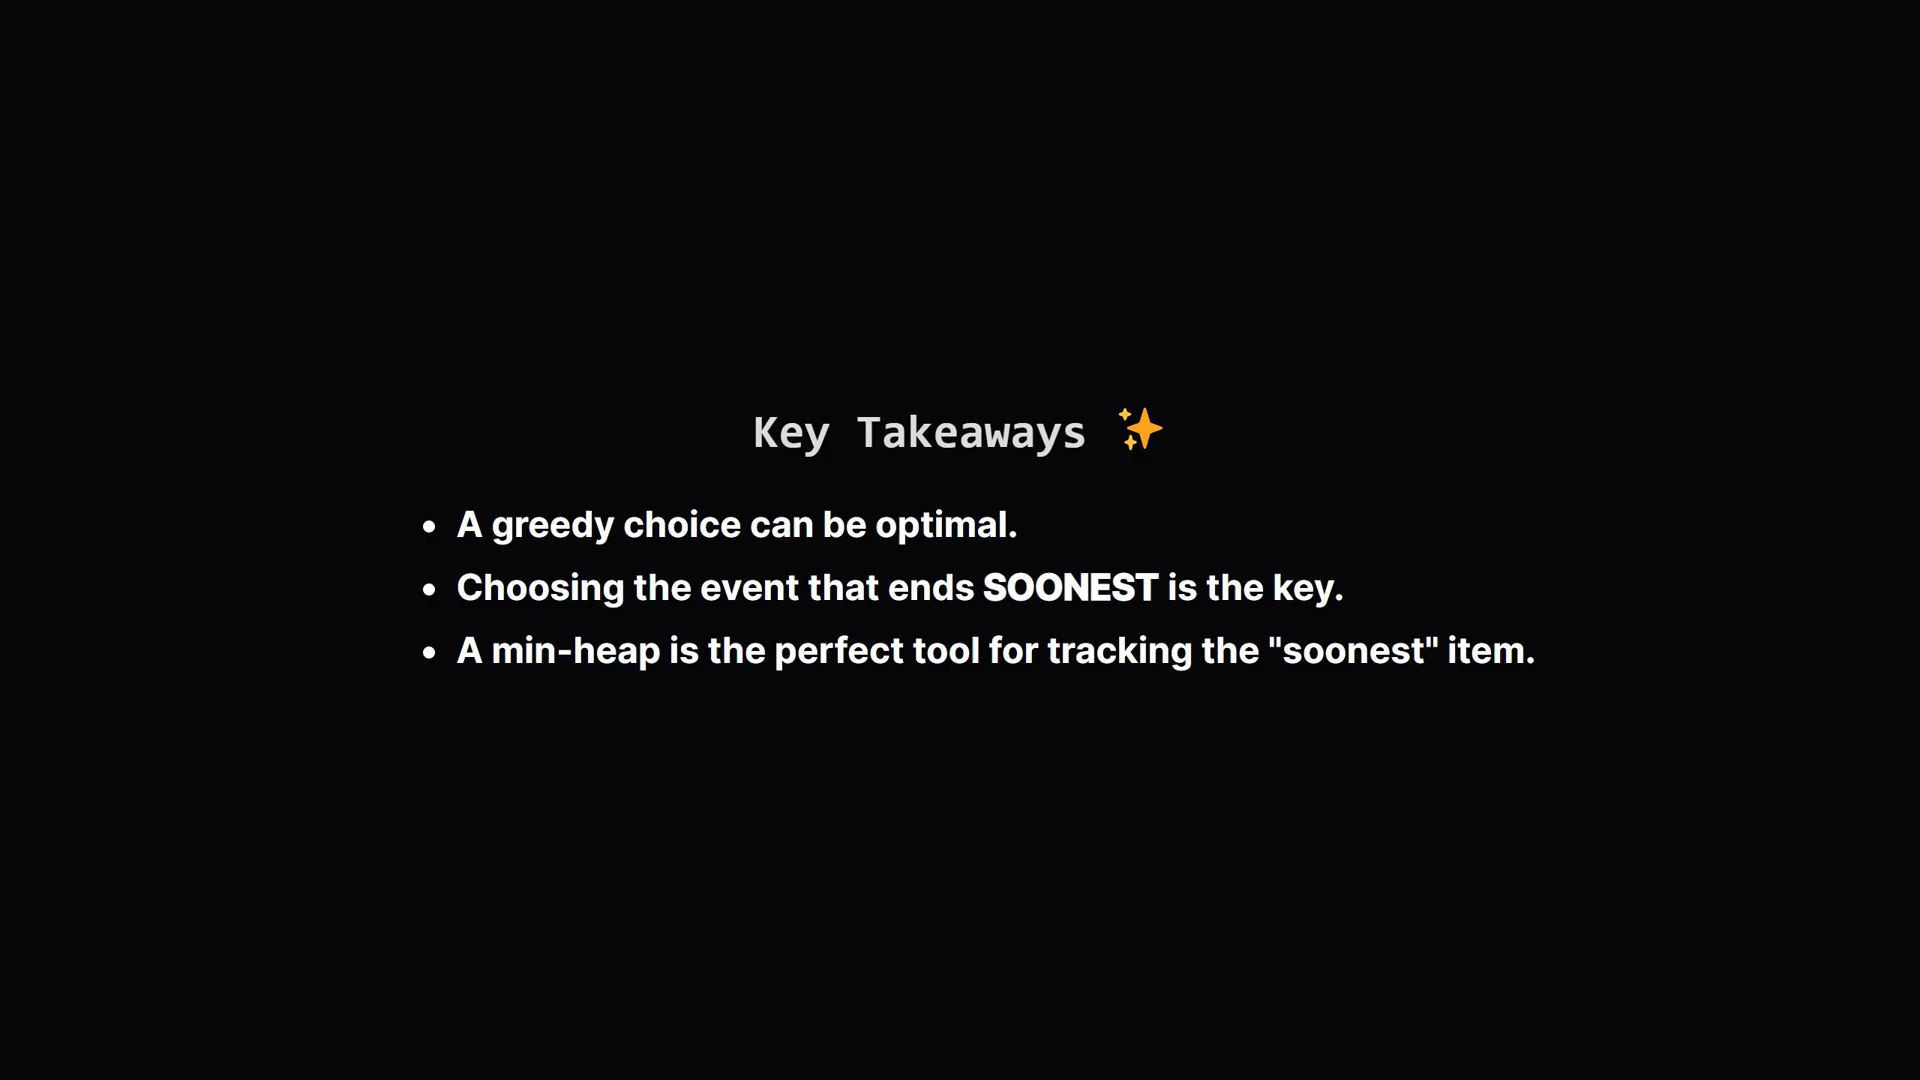 Key Takeaways ✨
• A greedy choice can be optimal.
• Choosing the event that ends SOONEST is the key.
• A min-heap is the perfect tool for tracking the "soonest" item.